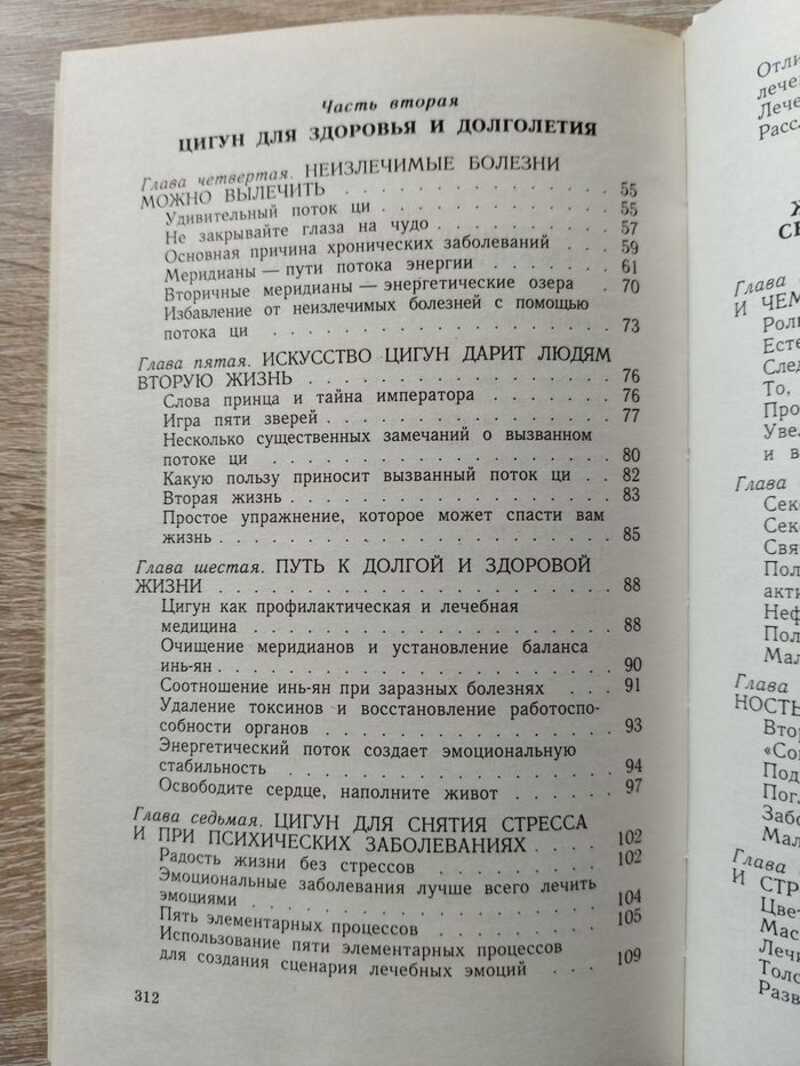 Часть вторая
ЦИГУН ДЛЯ ЗДОРОВЬЯ И ДОЛГОЛЕТИЯ
Глава четвертая. НЕИЗЛЕЧИМЫЕ БОЛЕЗНИ
МОЖНО ВЫЛЕЧИТЬ . . . . . . . . . . . . . 55
Удивительный поток ци . . . . . . . . . . . 55
Не закрывайте глаза на чудо . . . . . . . . . 57
Основная причина хронических заболеваний . . . 59
Меридианы — пути потока энергии . . . . . . . 61
Вторичные меридианы — энергетические озера . 70
Избавление от неизлечимых болезней с помощью
потока ци . . . . . . . . . . . . . . . . 73
Глава пятая. ИСКУССТВО ЦИГУН ДАРИТ ЛЮДЯМ
ВТОРУЮ ЖИЗНЬ . . . . . . . . . . . . . . . 76
Слова принца и тайна императора . . . . . . . 76
Игра пяти зверей . . . . . . . . . . . . . . 77
Несколько существенных замечаний о вызванном
потоке ци . . . . . . . . . . . . . . . . 80
Какую пользу приносит вызванный поток ци . . 82
Вторая жизнь . . . . . . . . . . . . . . . 83
Простое упражнение, которое может спасти вам
жизнь . . . . . . . . . . . . . . . . . . 85
Глава шестая. ПУТЬ К ДОЛГОЙ И ЗДОРОВОЙ
ЖИЗНИ . . . . . . . . . . . . . . . . . . . 88
Цигун как профилактическая и лечебная
медицина . . . . . . . . . . . . . . . . . 88
Очищение меридианов и установление баланса
инь-ян . . . . . . . . . . . . . . . . . . 90
Соотношение инь-ян при заразных болезнях . . . 91
Удаление токсинов и восстановление работоспо-
собности органов . . . . . . . . . . . . . . 93
Энергетический поток создает эмоциональную
стабильность . . . . . . . . . . . . . . . 94
Освободите сердце, наполните живот . . . . . . 97
Глава седьмая. ЦИГУН ДЛЯ СНЯТИЯ СТРЕССА
И ПРИ ПСИХИЧЕСКИХ ЗАБОЛЕВАНИЯХ . . . . 102
Радость жизни без стрессов . . . . . . . . . 102
Эмоциональные заболевания лучше всего лечить
эмоциями . . . . . . . . . . . . . . . . . 104
Пять элементарных процессов . . . . . . . . 105
Использование пяти элементарных процессов
для создания сценария лечебных эмоций . . . 109
312
Глава
И
Глава
Глава
НОСТЬ
Глава
И СТР